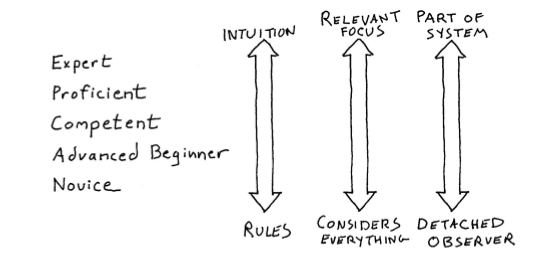 INTUITION
RELEVANT
FOCUS
PART OF
SYSTEM
Expert
Proficient
Competent
Advanced Beginner
Novice
RULES
CONSIDERS
EVERYTHING
DETACHED
OBSERVER